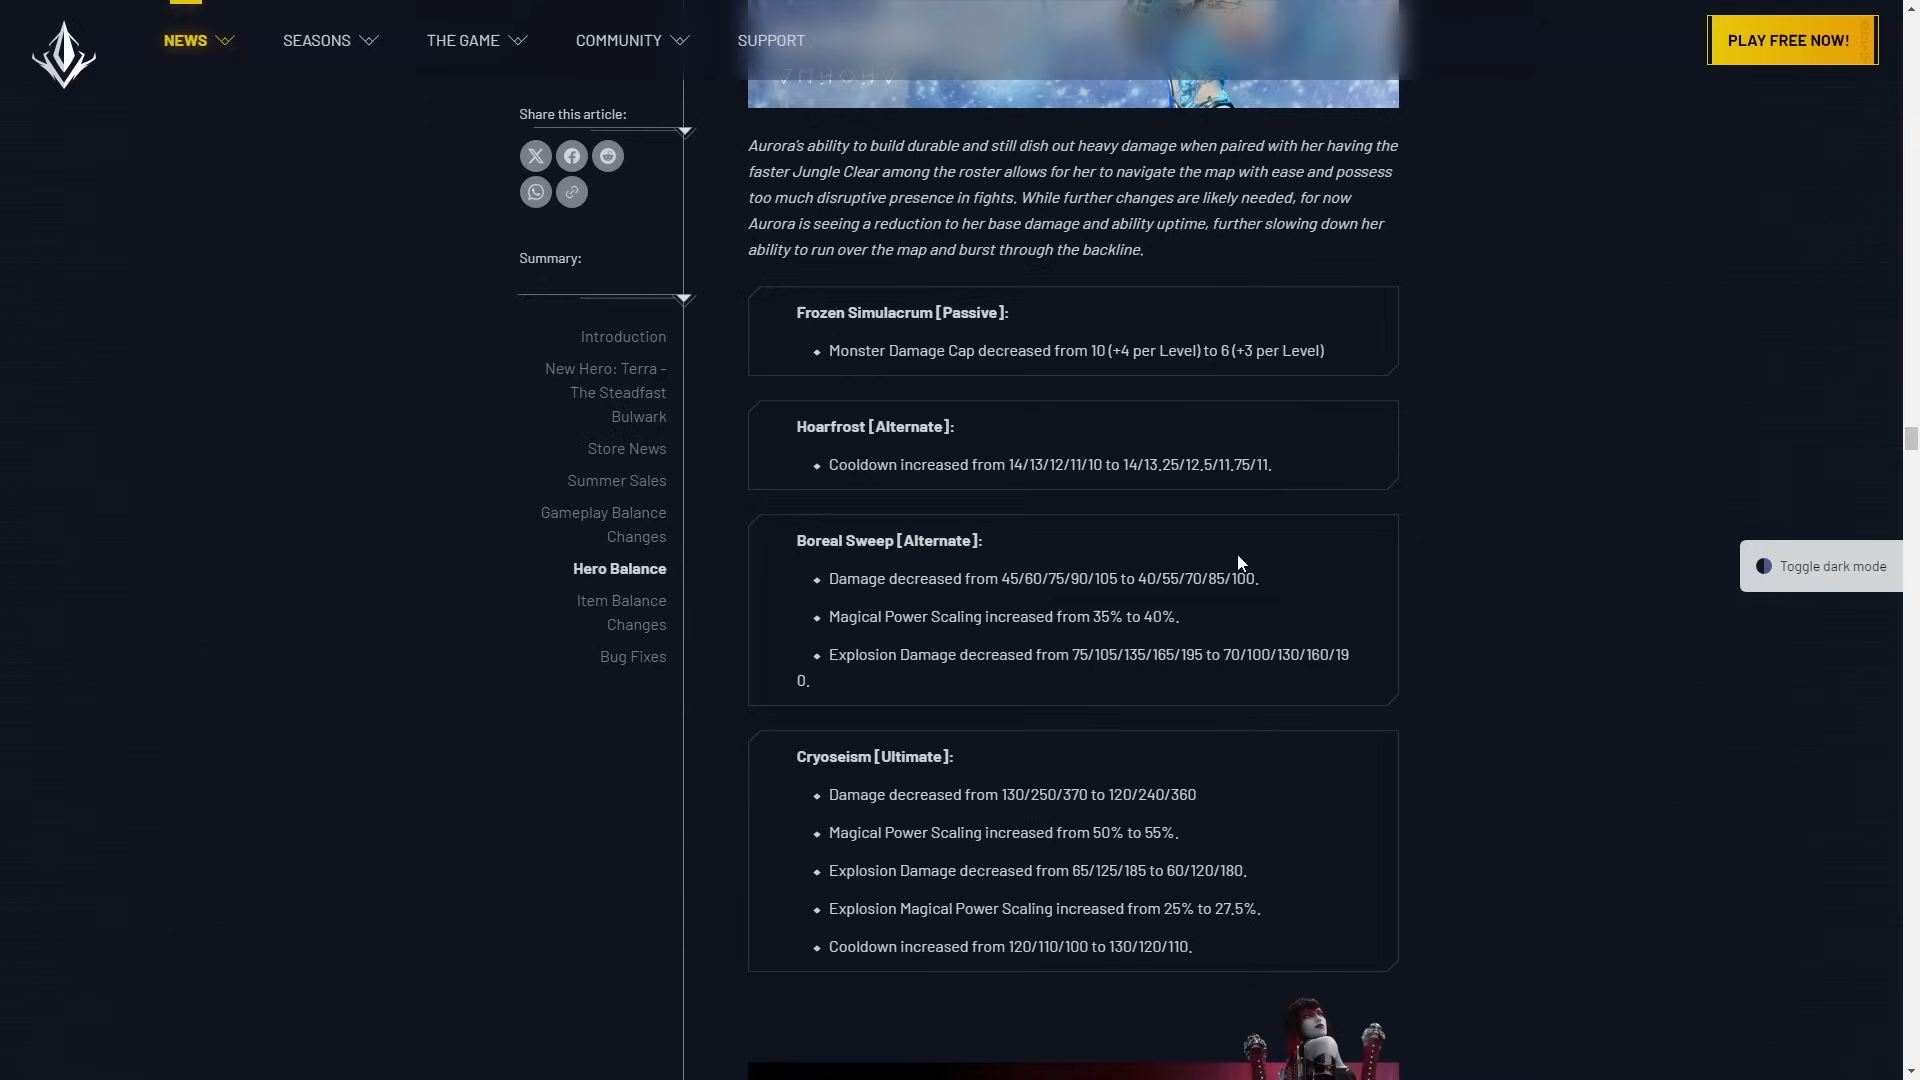 NEWS
SEASONS
THE GAME
COMMUNITY
SUPPORT
PLAY FREE NOW!
Share this article:
Summary:
Introduction
New Hero: Terra -
The Steadfast
Bulwark
Store News
Summer Sales
Gameplay Balance
Changes
Hero Balance
Item Balance
Changes
Bug Fixes
Aurora's ability to build durable and still dish out heavy damage when paired with her having the
faster Jungle Clear among the roster allows for her to navigate the map with ease and possess
too much disruptive presence in fights. While further changes are likely needed, for now
Aurora is seeing a reduction to her base damage and ability uptime, further slowing down her
ability to run over the map and burst through the backline.
Frozen Simulacrum [Passive]:
Monster Damage Cap decreased from 10 (+4 per Level) to 6 (+3 per Level)
Hoarfrost [Alternate]:
Cooldown increased from 14/13/12/11/10 to 14/13.25/12.5/11.75/11.
Boreal Sweep [Alternate]:
Damage decreased from 45/60/75/90/105 to 40/55/70/85/100.
Magical Power Scaling increased from 35% to 40%.
Explosion Damage decreased from 75/105/135/165/195 to 70/100/130/160/19
0.
Cryoseism [Ultimate]:
Damage decreased from 130/250/370 to 120/240/360
Magical Power Scaling increased from 50% to 55%.
Explosion Damage decreased from 65/125/185 to 60/120/180.
Explosion Magical Power Scaling increased from 25% to 27.5%.
Cooldown increased from 120/110/100 to 130/120/110.
Toggle dark mode